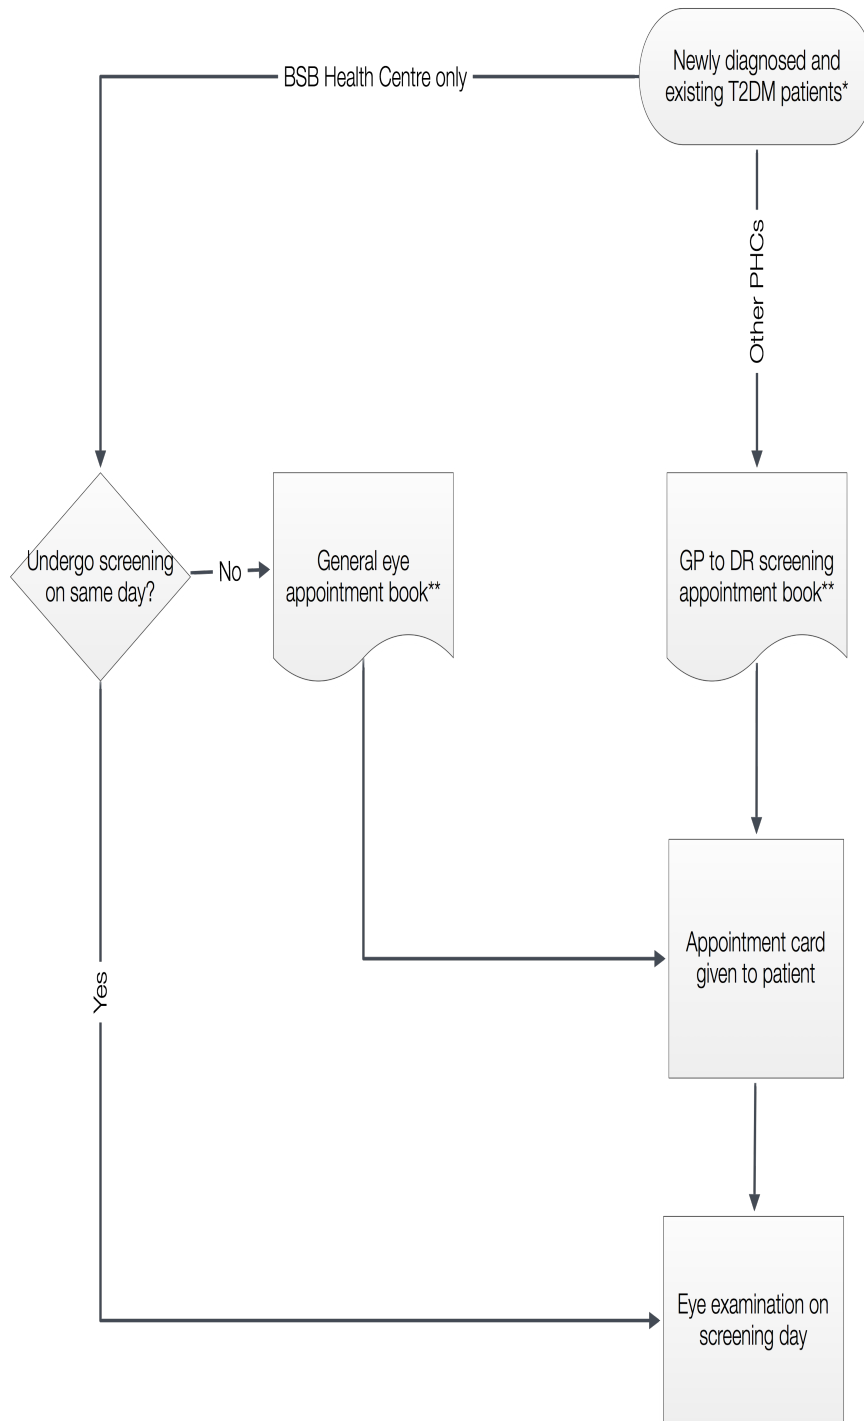 Newly diagnosed and
existing T2DM patients*
BSB Health Centre only
Other PHCs
Undergo screening
on same day?
No
General eye
appointment book**
GP to DR screening
appointment book**
Appointment card
given to patient
Yes
Eye examination on
screening day